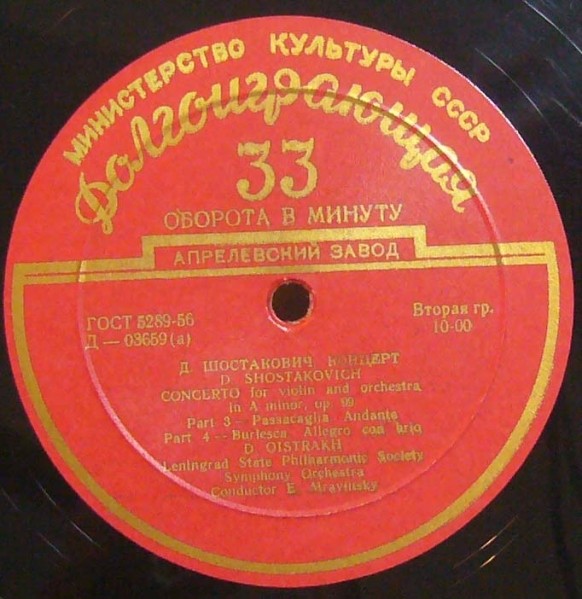 МИНИСТЕРСТВО КУЛЬТУРЫ СССР
Долгоиграющая
33
ОБОРОТА В МИНУТУ
АПРЕЛЕВСКИЙ ЗАВОД
ГОСТ 5289-56
Д — 03659 (а)
Вторая гр.
10-00
Д. ШОСТАКОВИЧ КОНЦЕРТ
D. SHOSTAKOVICH
CONCERTO for violin and orchestra
in A minor, op. 99
Part 3 — Passacaglia Andante
Part 4 — Burlesca Allegro con brio
D OISTRAKH
Leningrad State Philharmonic Society
Symphony Orchestra
Conductor E Mravinsky